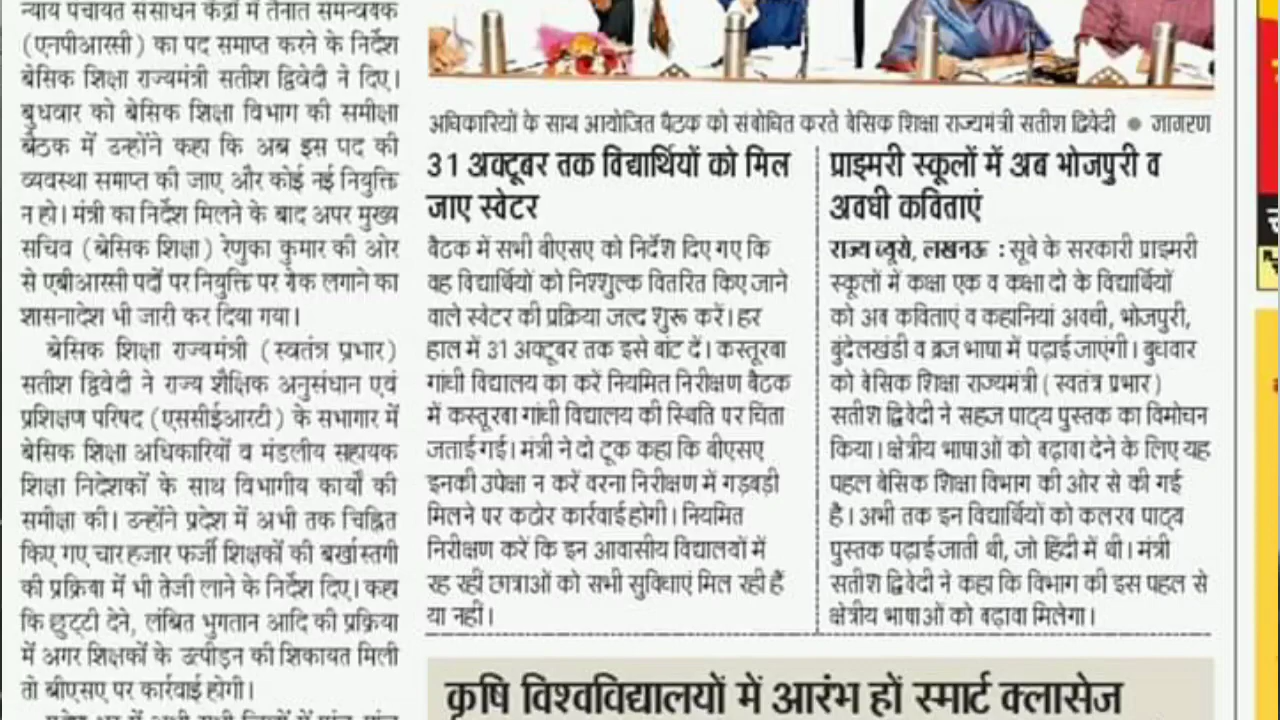 न्याय पंचायत संसाधन केंद्रों में तैनात समन्वयक
(एनपीआरसी) का पद समाप्त करने के निर्देश
बेसिक शिक्षा राज्यमंत्री सतीश द्विवेदी ने दिए।
बुधवार को बेसिक शिक्षा विभाग की समीक्षा
बैठक में उन्होंने कहा कि अब इस पद की
व्यवस्था समाप्त की जाए और कोई नई नियुक्ति
न हो। मंत्री का निर्देश मिलने के बाद अपर मुख्य
सचिव (बेसिक शिक्षा) रेणुका कुमार की ओर
से एबीआरसी पदों पर नियुक्ति पर रोक लगाने का
शासनादेश भी जारी कर दिया गया।
बेसिक शिक्षा राज्यमंत्री (स्वतंत्र प्रभार)
सतीश द्विवेदी ने राज्य शैक्षिक अनुसंधान एवं
प्रशिक्षण परिषद (एससीईआरटी) के सभागार में
बेसिक शिक्षा अधिकारियों व मंडलीय सहायक
शिक्षा निदेशकों के साथ विभागीय कार्यों की
समीक्षा की। उन्होंने प्रदेश में अभी तक चिह्नित
किए गए चार हजार फर्जी शिक्षकों की बर्खास्तगी
की प्रक्रिया में भी तेजी लाने के निर्देश दिए। कहा
कि छुट्टी देने, लंबित भुगतान आदि की प्रक्रिया
में अगर शिक्षकों के उत्पीड़न की शिकायत मिली
तो बीएसए पर कार्रवाई होगी।
अधिकारियों के साथ आयोजित बैठक को संबोधित करते बेसिक शिक्षा राज्यमंत्री सतीश द्विवेदी ● जागरण
31 अक्टूबर तक विद्यार्थियों को मिल
जाए स्वेटर
बैठक में सभी बीएसए को निर्देश दिए गए कि
वह विद्यार्थियों को निश्शुल्क वितरित किए जाने
वाले स्वेटर की प्रक्रिया जल्द शुरू करें। हर
हाल में 31 अक्टूबर तक इसे बांट दें। कस्तूरबा
गांधी विद्यालय का करें नियमित निरीक्षण बैठक
में कस्तूरबा गांधी विद्यालय की स्थिति पर चिंता
जताई गई। मंत्री ने दो टूक कहा कि बीएसए
इनकी उपेक्षा न करें वरना निरीक्षण में गड़बड़ी
मिलने पर कठोर कार्रवाई होगी। नियमित
निरीक्षण करें कि इन आवासीय विद्यालयों में
रह रहीं छात्राओं को सभी सुविधाएं मिल रही हैं
या नहीं।
प्राइमरी स्कूलों में अब भोजपुरी व
अवधी कविताएं
राज्य ब्यूरो, लखनऊ : सूबे के सरकारी प्राइमरी
स्कूलों में कक्षा एक व कक्षा दो के विद्यार्थियों
को अब कविताएं व कहानियां अवधी, भोजपुरी,
बुंदेलखंडी व ब्रज भाषा में पढ़ाई जाएंगी। बुधवार
को बेसिक शिक्षा राज्यमंत्री (स्वतंत्र प्रभार)
सतीश द्विवेदी ने सहज पाठ्य पुस्तक का विमोचन
किया। क्षेत्रीय भाषाओं को बढ़ावा देने के लिए यह
पहल बेसिक शिक्षा विभाग की ओर से की गई
है। अभी तक इन विद्यार्थियों को कलरव पाठ्य
पुस्तक पढ़ाई जाती थी, जो हिंदी में थी। मंत्री
सतीश द्विवेदी ने कहा कि विभाग की इस पहल से
क्षेत्रीय भाषाओं को बढ़ावा मिलेगा।
कृषि विश्वविद्यालयों में आरंभ हों स्मार्ट क्लासेज